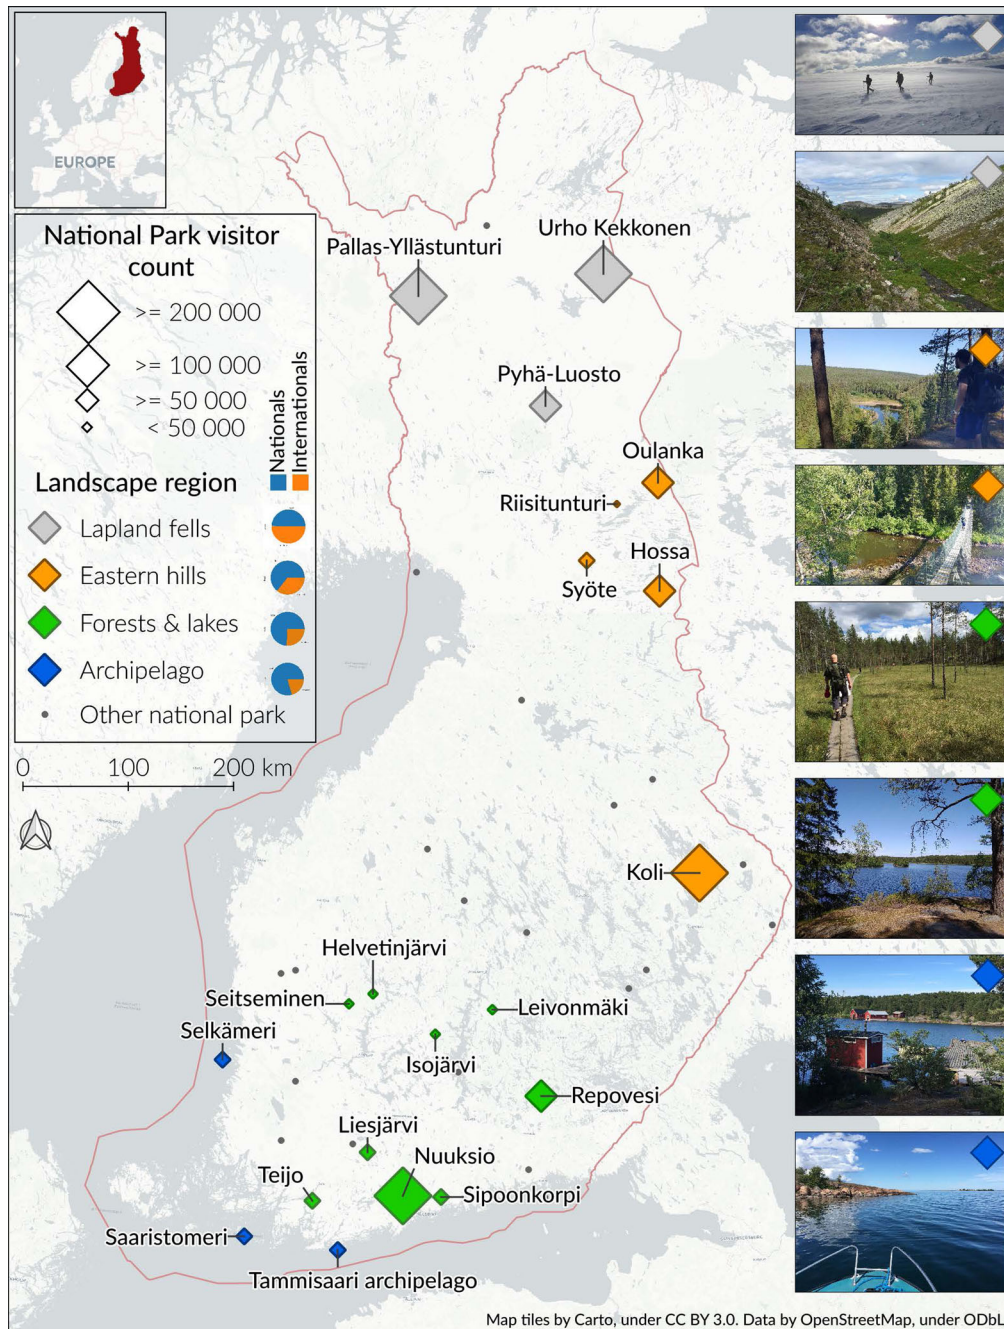 EUROPE
National Park visitor
count
>= 200 000
>= 100 000
>= 50 000
< 50 000
Nationals
Internationals
Landscape region
Lapland fells
Eastern hills
Forests & lakes
Archipelago
Other national park
0 100 200 km
Pallas-Yllästunturi
Urho Kekkonen
Pyhä-Luosto
Oulanka
Riisitunturi
Hossa
Syöte
Koli
Helvetinjärvi
Seitseminen
Leivonmäki
Selkämeri
Isojärvi
Repovesi
Liesjärvi
Nuuksio
Teijo
Sipoonkorpi
Saaristomeri
Tammisaari archipelago
Map tiles by Carto, under CC BY 3.0. Data by OpenStreetMap, under ODbL